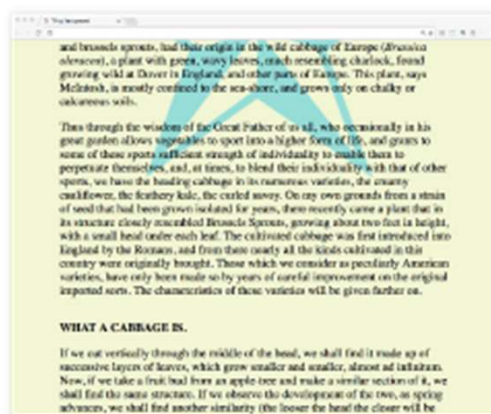 and brussels sprouts, had their origin in the wild cabbage of Europe (Brassica
oleracea), a plant with green, wavy leaves, much resembling charlock, found
growing wild at Dover in England, and other parts of Europe. This plant, says
McIntosh, is mostly confined to the sea-shore, and grows only on chalky or
calcareous soils.
Thus through the wisdom of the Great Father of us all, who occasionally in his
great garden allows vegetables to sport into a higher form of life, and grants to
some of these sports sufficient strength of individuality to enable them to
perpetuate themselves, and, at times, to blend their individuality with that of other
sports, we have the heading cabbage in its numerous varieties, the creamy
cauliflower, the feathery kale, the curled savoy. On my own grounds from a strain
of seed that had been grown isolated for years, there recently came a plant that in
its structure closely resembled Brussels Sprouts, growing about two feet in height,
with a small head under each leaf. The cultivated cabbage was first introduced into
England by the Romans, and from there nearly all the kinds cultivated in this
country were originally brought. Those which we consider as peculiarly American
varieties, have only been made so by years of careful improvement on the original
imported sorts. The characteristics of these varieties will be given farther on.
WHAT A CABBAGE IS.
If we cut vertically through the middle of the head, we shall find it made up of
successive layers of leaves, which grow smaller and smaller, almost ad infinitum.
Now, if we take a fruit bud from an apple-tree and make a similar section of it, we
shall find the same structure. If we observe the development of the two, as spring
advances, we shall find another similarity (the looser the head the closer will be